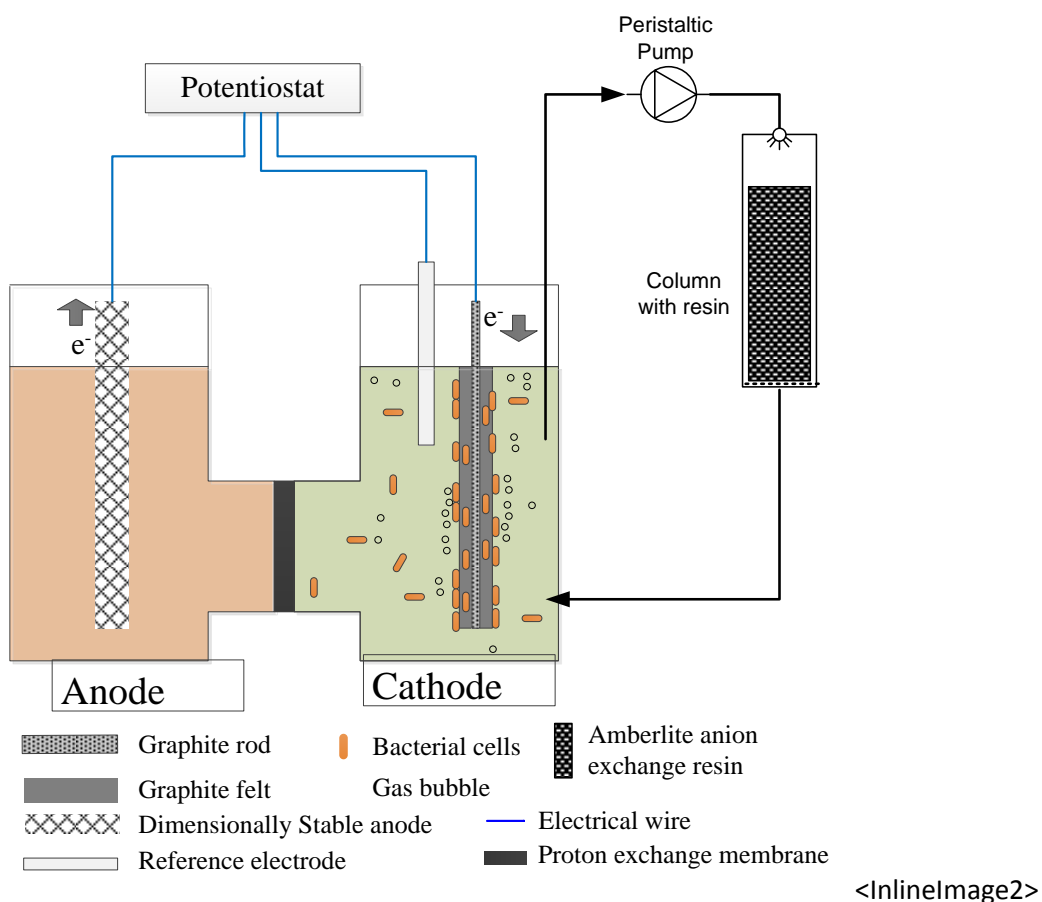 Peristaltic
Pump
Potentiostat
Column
with resin
e-
e-
Anode
Cathode
Graphite rod
Bacterial cells
Amberlite anion
exchange resin
Graphite felt
Gas bubble
Dimensionally Stable anode
Electrical wire
Reference electrode
Proton exchange membrane
<InlineImage2>